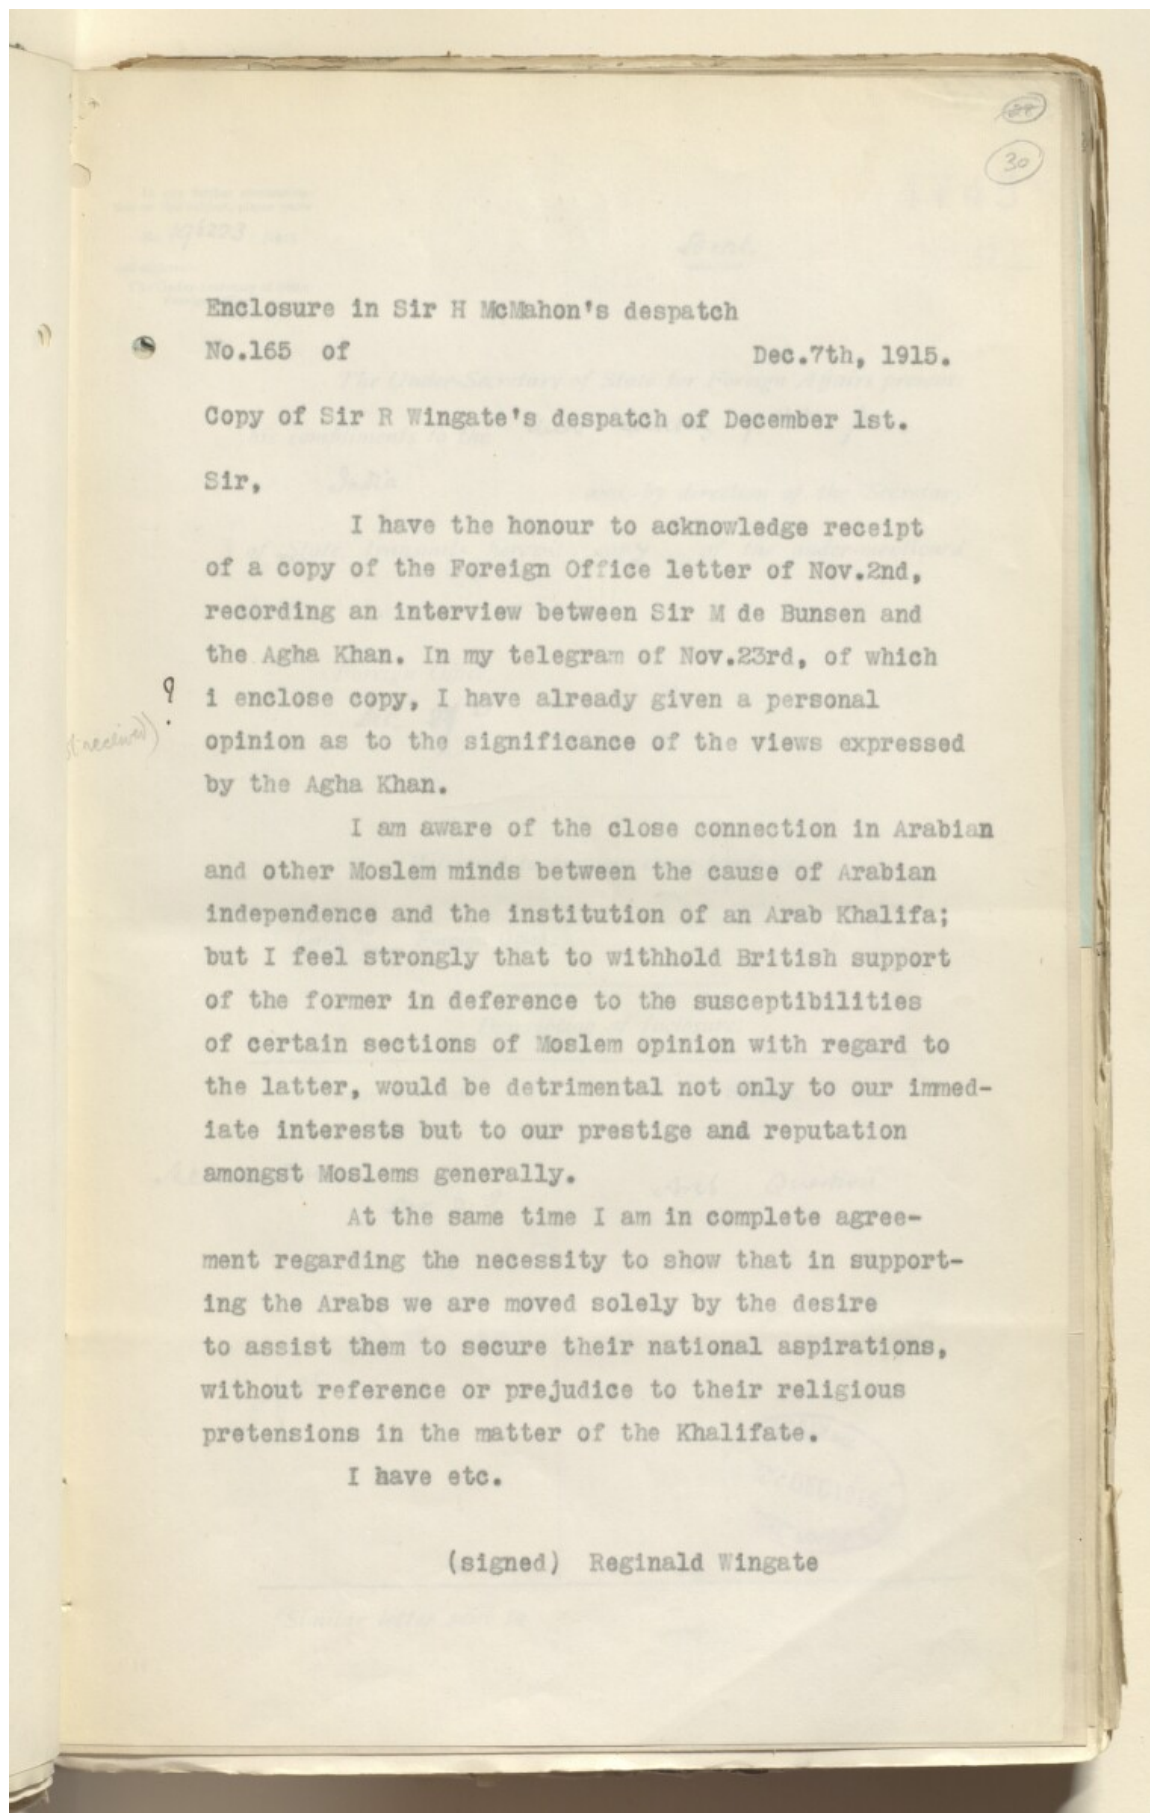 30
Enclosure in Sir H McMahon's despatch
No.165 of Dec.7th, 1915.
Copy of Sir R Wingate's despatch of December 1st.
Sir,
I have the honour to acknowledge receipt
of a copy of the Foreign Office letter of Nov.2nd,
recording an interview between Sir M de Bunsen and
the Agha Khan. In my telegram of Nov.23rd, of which
? i enclose copy, I have already given a personal
received)
opinion as to the significance of the views expressed
by the Agha Khan.
I am aware of the close connection in Arabian
and other Moslem minds between the cause of Arabian
independence and the institution of an Arab Khalifa;
but I feel strongly that to withhold British support
of the former in deference to the susceptibilities
of certain sections of Moslem opinion with regard to
the latter, would be detrimental not only to our immed-
iate interests but to our prestige and reputation
amongst Moslems generally.
At the same time I am in complete agree-
ment regarding the necessity to show that in support-
ing the Arabs we are moved solely by the desire
to assist them to secure their national aspirations,
without reference or prejudice to their religious
pretensions in the matter of the Khalifate.
I have etc.
(signed) Reginald Wingate